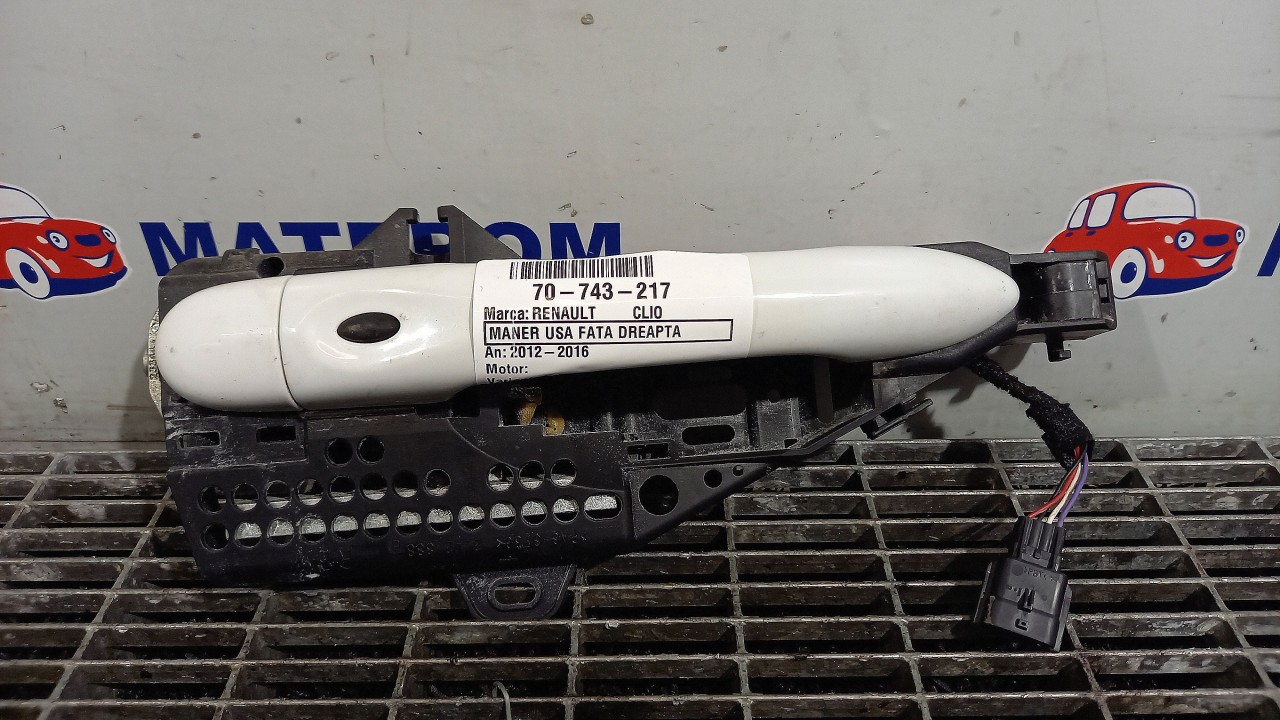 MATEROM
70-743-217
Marca: RENAULT CLIO
MANER USA FATA DREAPTA
An: 2012-2016
Motor: